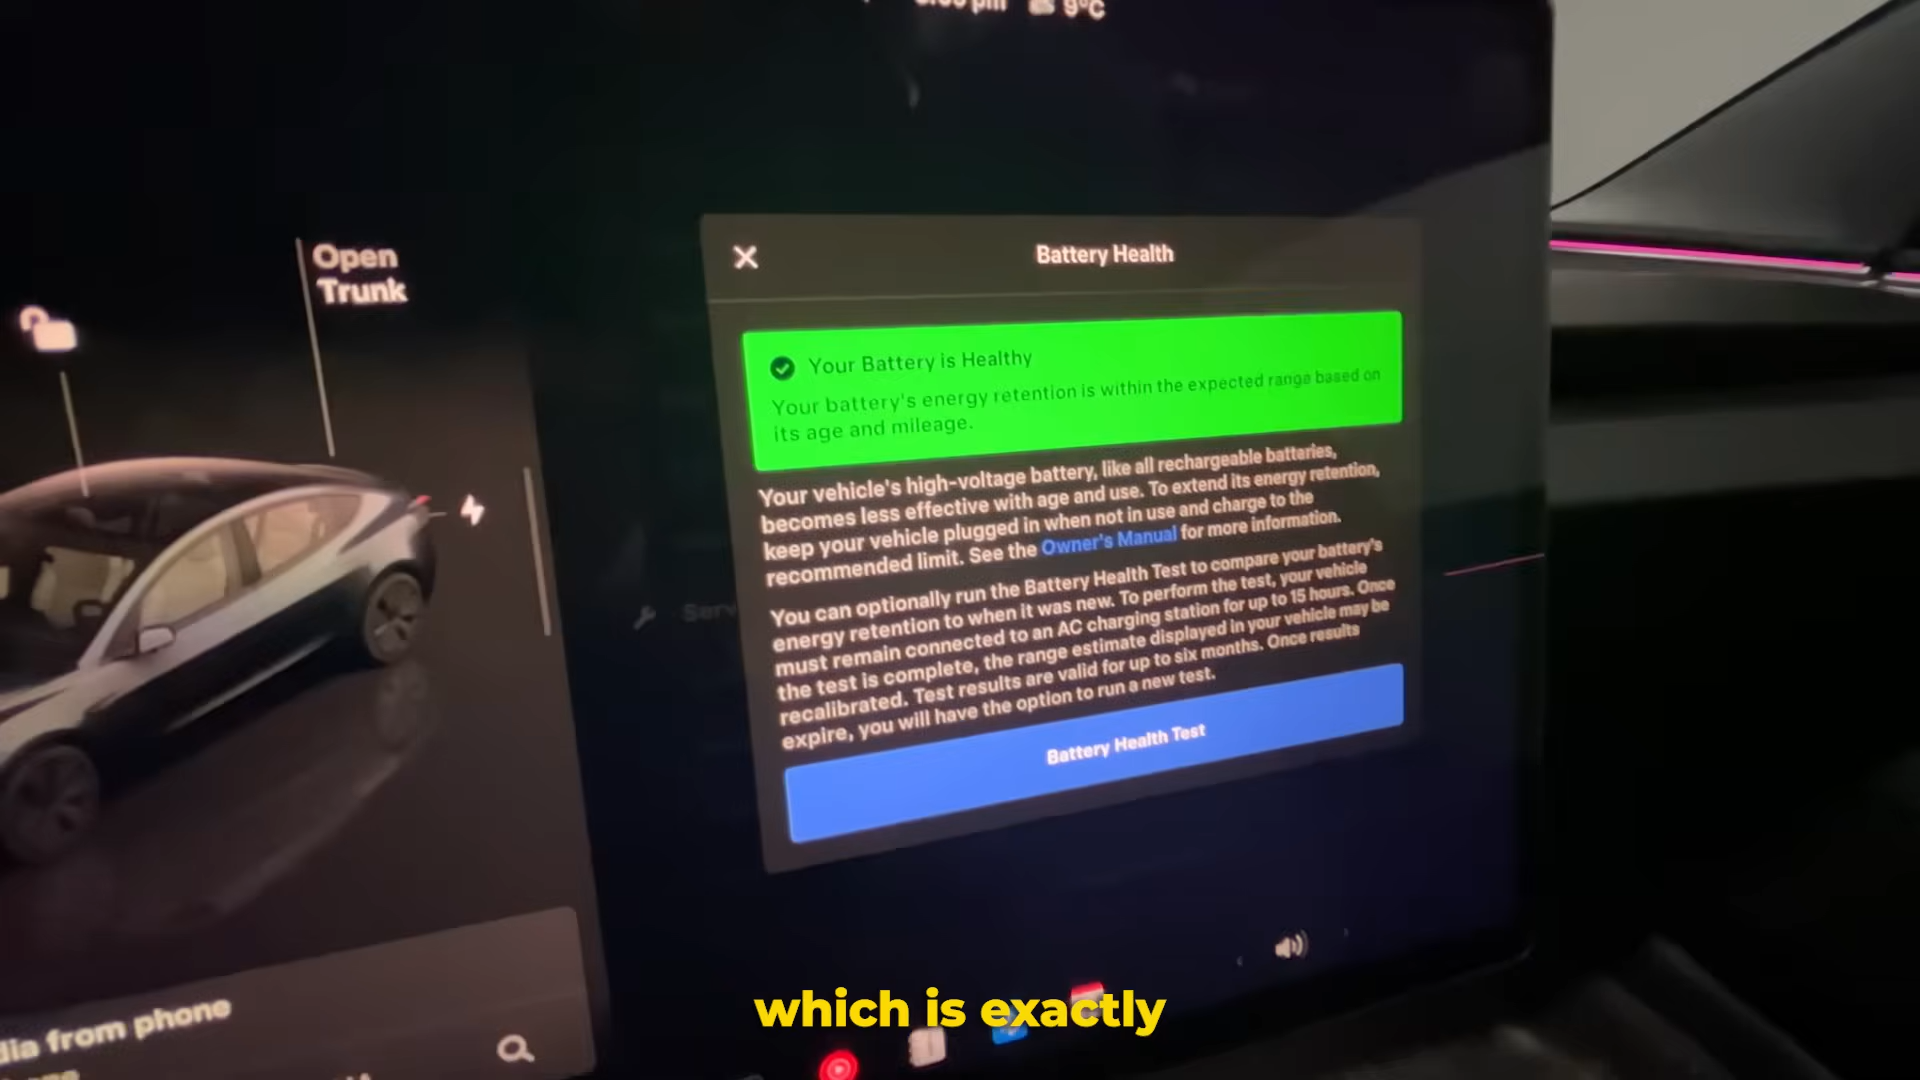 9°C
Open
Trunk
Battery Health
Your Battery is Healthy
Your battery's energy retention is within the expected range based on
its age and mileage.
Your vehicle's high-voltage battery, like all rechargeable batteries,
becomes less effective with age and use. To extend its energy retention,
keep your vehicle plugged in when not in use and charge to the
recommended limit. See the Owner's Manual for more information.
You can optionally run the Battery Health Test to compare your battery's
energy retention to when it was new. To perform the test, your vehicle
must remain connected to an AC charging station for up to 15 hours. Once
the test is complete, the range estimate displayed in your vehicle may be
recalibrated. Test results are valid for up to six months. Once results
expire, you will have the option to run a new test.
Battery Health Test
from phone
which is exactly